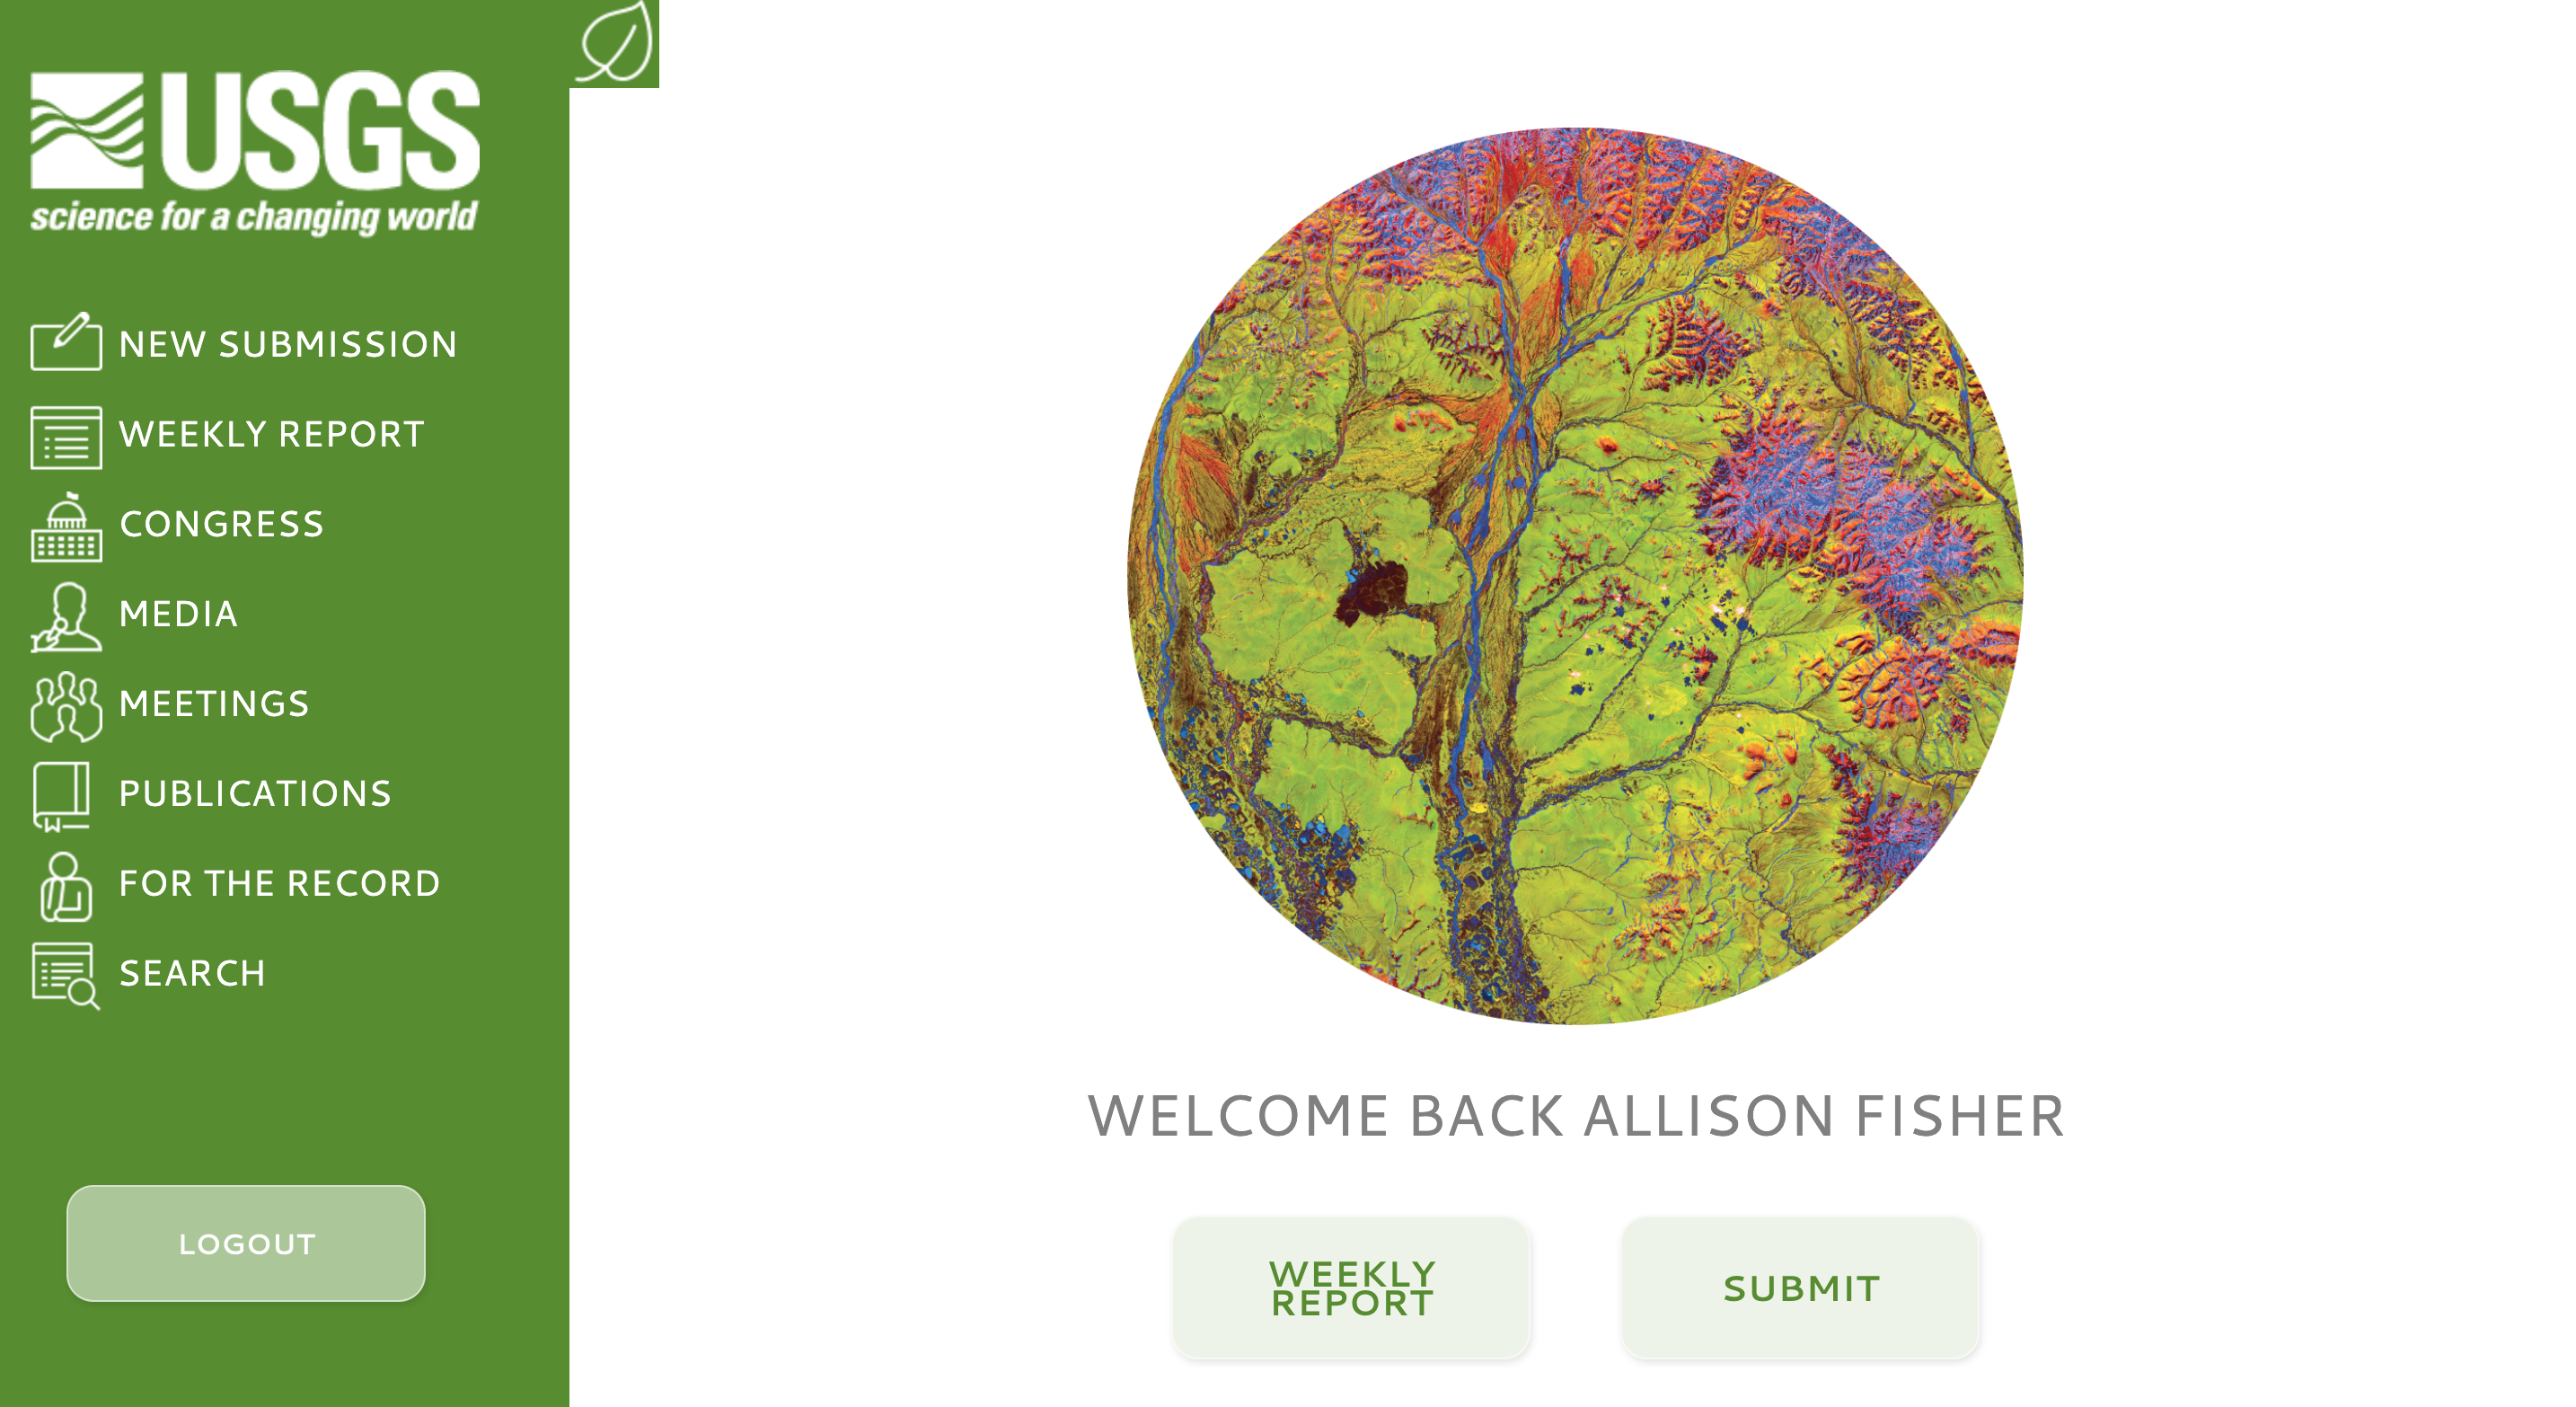 USGS
science for a changing world
NEW SUBMISSION
WEEKLY REPORT
CONGRESS
MEDIA
MEETINGS
PUBLICATIONS
FOR THE RECORD
SEARCH
LOGOUT
WELCOME BACK ALLISON FISHER
WEEKLY
REPORT
SUBMIT